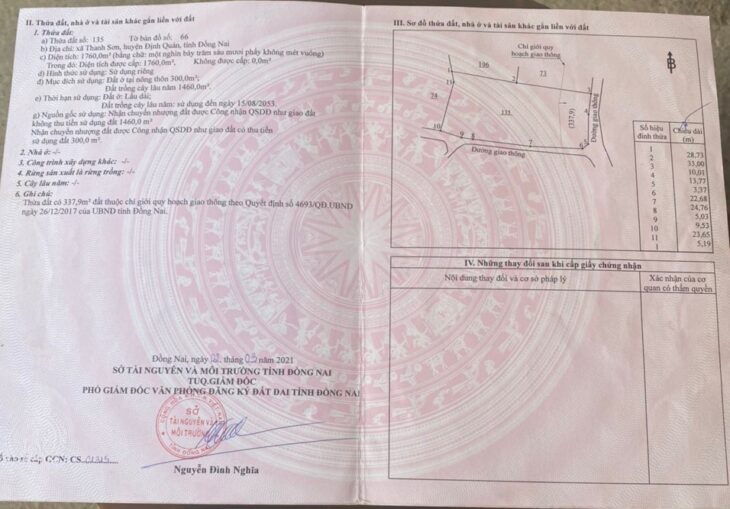 II. Thửa đất, nhà ở và tài sản khác gắn liền với đất
1. Thửa đất:
a) Thửa đất số: 135 Tờ bản đồ số: 66
b) Địa chỉ: xã Thanh Sơn, huyện Định Quán, tỉnh Đồng Nai
c) Diện tích: 1760,0m² (bằng chữ: một nghìn bảy trăm sáu mươi phẩy không mét vuông)
Trong đó: Diện tích được cấp: 1760,0m²; Không được cấp: 0,0m²
d) Hình thức sử dụng: Sử dụng riêng
đ) Mục đích sử dụng: Đất ở tại nông thôn 300,0m²;
Đất trồng cây lâu năm 1460,0m²
e) Thời hạn sử dụng: Đất ở: Lâu dài;
Đất trồng cây lâu năm: sử dụng đến ngày 15/08/2053.
g) Nguồn gốc sử dụng: Nhận chuyển nhượng đất được Công nhận QSDĐ như giao đất
không thu tiền sử dụng đất 1460,0 m².
Nhận chuyển nhượng đất được Công nhận QSDĐ như giao đất có thu tiền
sử dụng đất 300,0 m².
2. Nhà ở: -/-
3. Công trình xây dựng khác: -/-
4. Rừng sản xuất là rừng trồng: -/-
5. Cây lâu năm: -/-
6. Ghi chú:
Thửa đất có 337,9m² đất thuộc chỉ giới quy hoạch giao thông theo Quyết định số 4693/QĐ.UBND
ngày 26/12/2017 của UBND tỉnh Đồng Nai.
Đồng Nai, ngày tháng năm 2021
SỞ TÀI NGUYÊN VÀ MÔI TRƯỜNG TỈNH ĐỒNG NAI
TUQ.GIÁM ĐỐC
PHÓ GIÁM ĐỐC VĂN PHÒNG ĐĂNG KÝ ĐẤT ĐAI TỈNH ĐỒNG NAI
SỞ
TÀI NGUYÊN VÀ
MÔI TRƯỜNG
Nguyễn Đình Nghĩa
cấp GCN: CS
III. Sơ đồ thửa đất, nhà ở và tài sản khác gắn liền với đất
Chỉ giới quy
hoạch giao thông
B
196
73
2
28
(337,9)
Đường giao thông
10
9
8
7
Đường giao thông
Số hiệu
đỉnh thửa
Chiều dài
(m)
1
28,73
2
33,00
3
10,01
4
13,77
5
3,37
6
22,68
7
24,76
8
5,03
9
9,53
10
23,65
11
5,19
1
IV. Những thay đổi sau khi cấp giấy chứng nhận
Nội dung thay đổi và cơ sở pháp lý
Xác nhận của cơ
quan có thẩm quyền